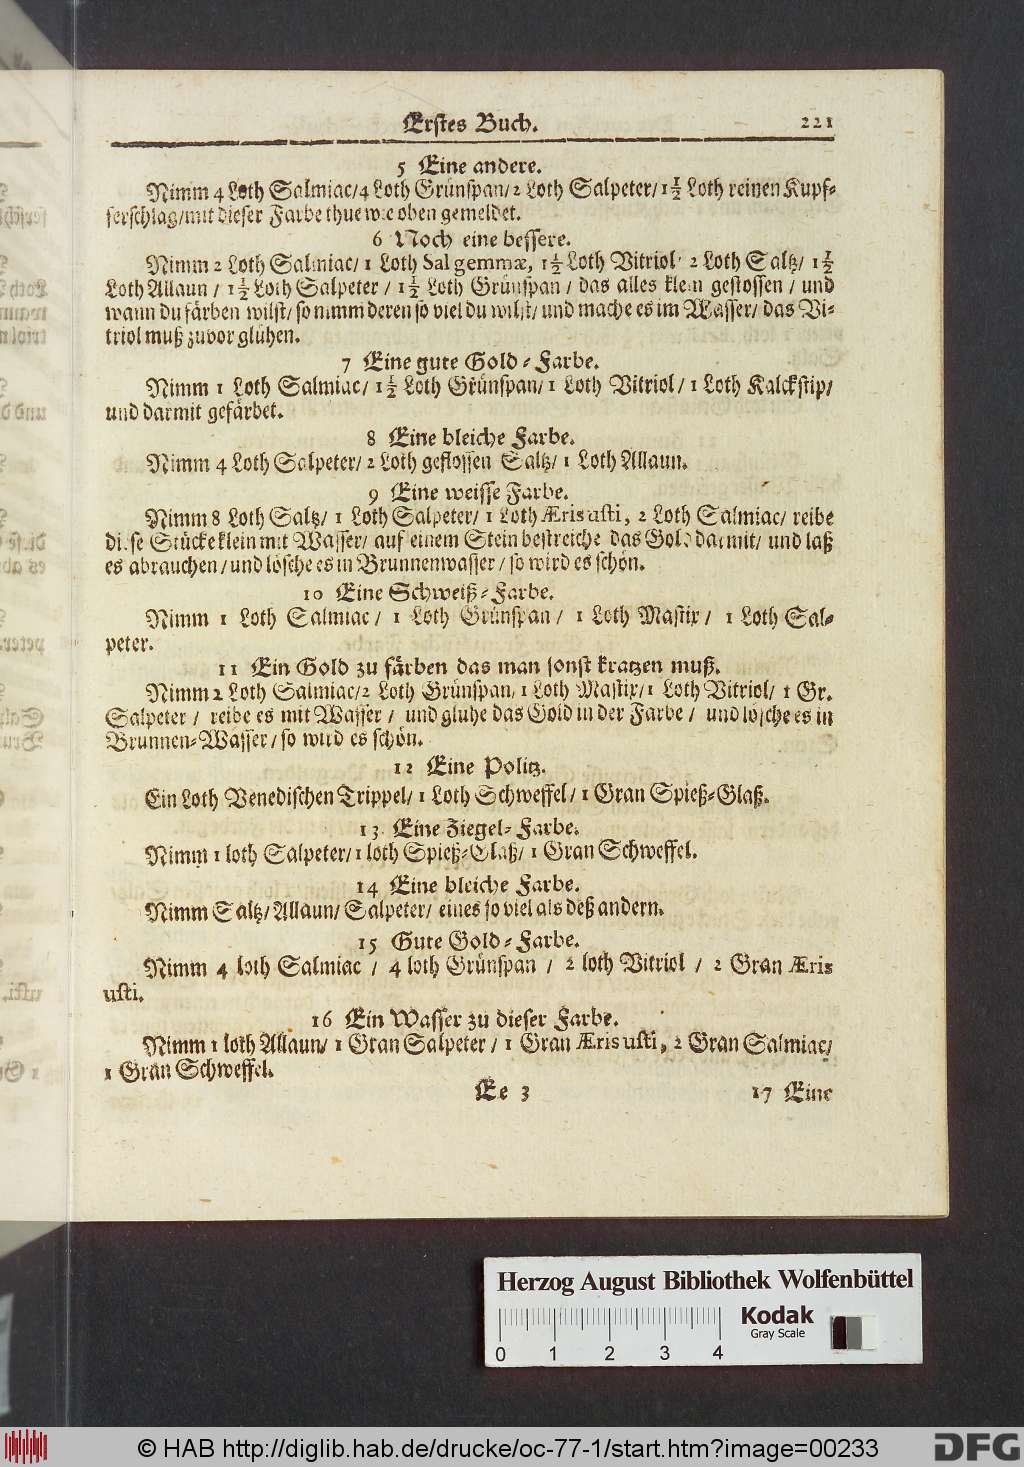 Erstes Buch. 221
5 Eine andere.
Nimm 4 Loth Salmiac/4 Loth Grünspan/2 Loth Salpeter/1½ Loth reinen Kupf-
ferschlag/mit dieser Farbe thue wie oben gemeldet.
6 Noch eine bessere.
Nimm 2 Loth Salmiac/ 1 Loth Sal gemmæ, 1½ Loth Vitriol/ 2 Loth Saltz/ 1½
Loth Allaun/ 1½ Loth Salpeter/ 1½ Loth Grünspan/ das alles klein gestossen/ und
wann du färben wilst/ so nimm deren so viel du wilst/ und mache es im Wasser/ das Vi-
triol muß zuvor glühen.
7 Eine gute Gold-Farbe.
Nimm 1 Loth Salmiac/ 1½ Loth Grünspan/ 1 Loth Vitriol/ 1 Loth Kalckstip/
und darmit gefärbet.
8 Eine bleiche Farbe.
Nimm 4 Loth Salpeter/ 2 Loth geflossen Saltz/ 1 Loth Allaun.
9 Eine weisse Farbe.
Nimm 8 Loth Saltz/ 1 Loth Salpeter/ 1 Loth Æris usti, 2 Loth Salmiac/ reibe
diese Stücke klein mit Wasser/ auf einem Stein bestreiche das Gold darmit/ und laß
es abrauchen/ und lösche es in Brunnenwasser/ so wird es schön.
10 Eine Schweiß-Farbe.
Nimm 1 Loth Salmiac/ 1 Loth Grünspan/ 1 Loth Mastix/ 1 Loth Sal-
peter.
11 Ein Gold zu färben das man sonst kratzen muß.
Nimm 2 Loth Salmiac/2 Loth Grünspan/1 Loth Mastix/1 Loth Vitriol/ 1 Gr.
Salpeter/ reibe es mit Wasser/ und glühe das Gold in der Farbe/ und lösche es in
Brunnen-Wasser/ so wird es schön.
12 Eine Politz.
Ein Loth Venedischen Trippel/ 1 Loth Schweffel/ 1 Gran Spieß-Glaß.
13 Eine Ziegel-Farbe.
Nimm 1 loth Salpeter/1 loth Spieß-Glaß/ 1 Gran Schweffel.
14 Eine bleiche Farbe.
Nimm Saltz/ Allaun/ Salpeter/ eines so viel als deß andern.
15 Gute Gold-Farbe.
Nimm 4 loth Salmiac/ 4 loth Grünspan/ 2 loth Vitriol/ 2 Gran Æris
usti.
16 Ein Wasser zu dieser Farbe.
Nimm 1 loth Allaun/ 1 Gran Salpeter/ 1 Gran Æris usti, 2 Gran Salmiac/
1 Gran Schweffel.
Ee 3 17 Eine
Herzog August Bibliothek Wolfenbüttel
Kodak
Gray Scale
0 1 2 3 4
© HAB http://diglib.hab.de/drucke/oc-77-1/start.htm?image=00233
DFG